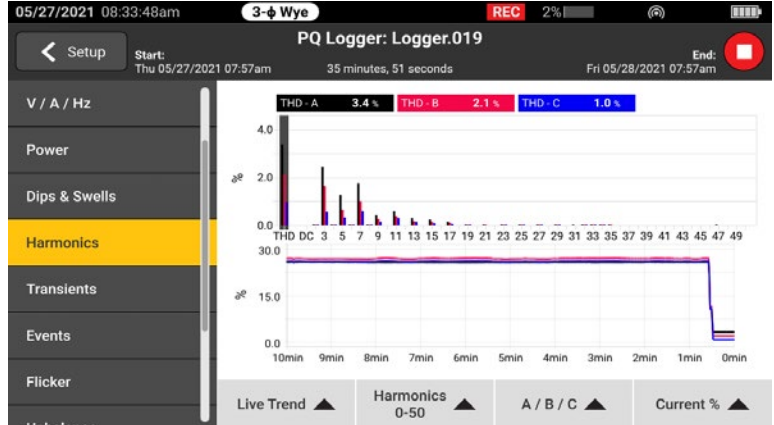 05/27/2021 08:33:48am 3-ϕ Wye REC 2%
PQ Logger: Logger.019
Setup
Start:
Thu 05/27/2021 07:57am
35 minutes, 51 seconds
End:
Fri 05/28/2021 07:57am
V / A / Hz
Power
Dips & Swells
Harmonics
Transients
Events
Flicker
THD - A 3.4 % THD - B 2.1 % THD - C 1.0 %
4.0
%
2.0
0.0
THD DC 3 5 7 9 11 13 15 17 19 21 23 25 27 29 31 33 35 37 39 41 43 45 47 49
30.0
%
15.0
0.0
10min 9min 8min 7min 6min 5min 4min 3min 2min 1min 0min
Live Trend
Harmonics
0-50
A / B / C
Current %